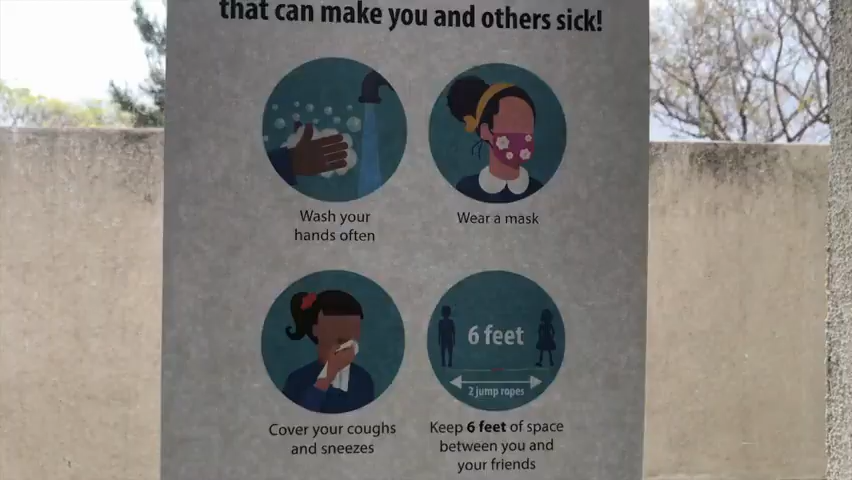 that can make you and others sick!
Wash your
hands often
Wear a mask
6 feet
2 jump ropes
Cover your coughs
and sneezes
Keep 6 feet of space
between you and
your friends